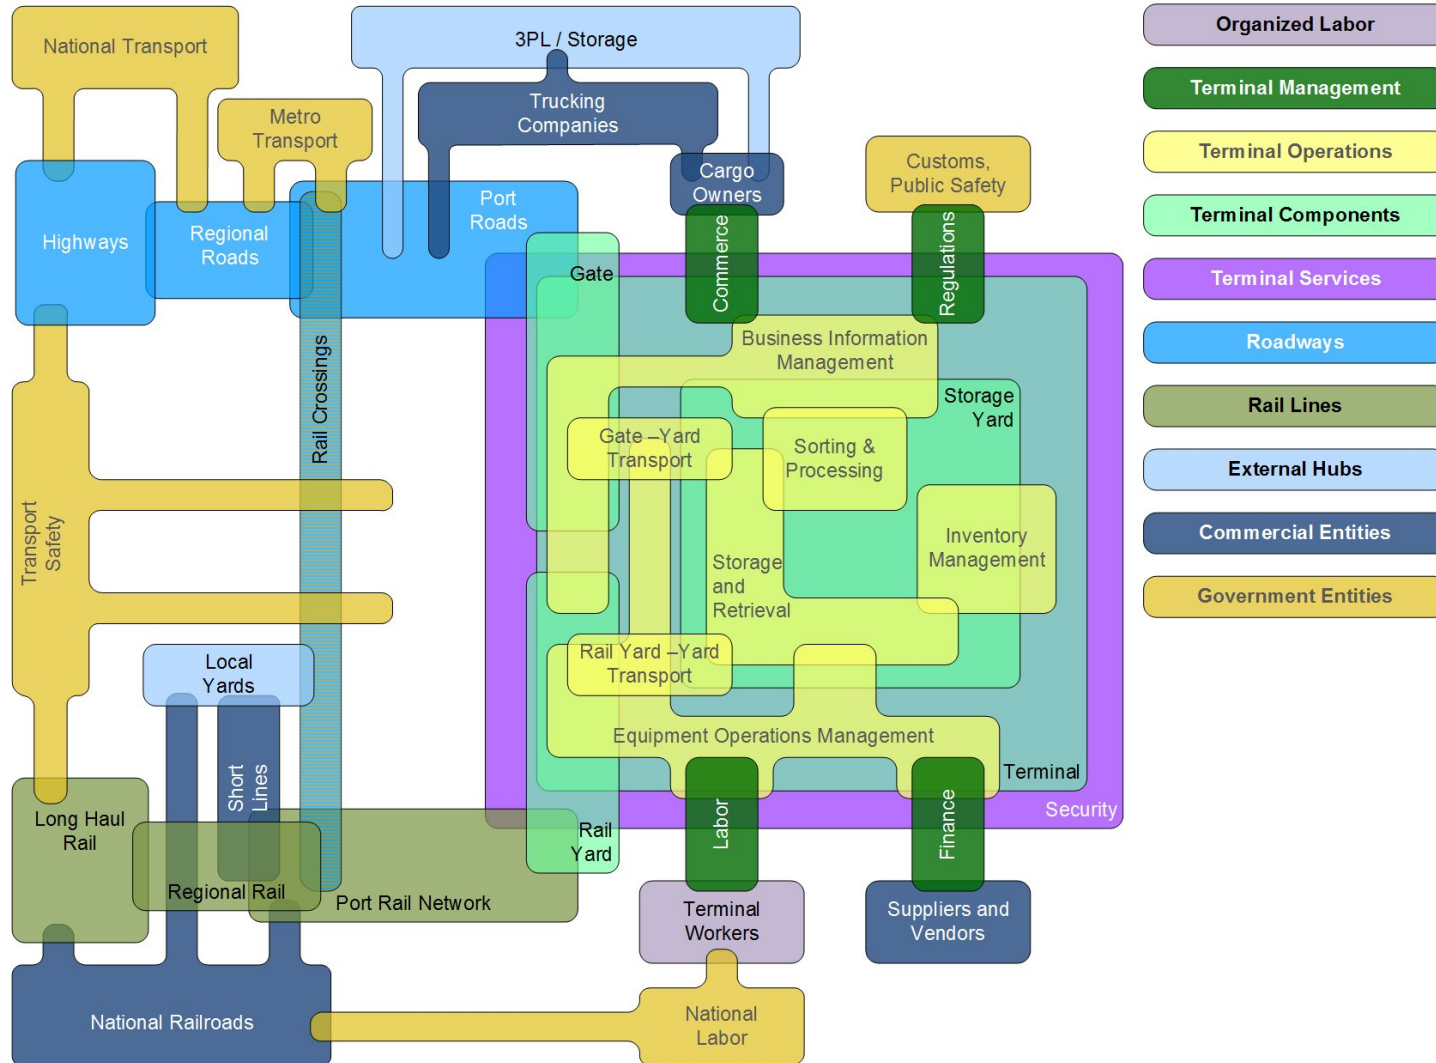 National Transport
3PL / Storage
Organized Labor
Terminal Management
Trucking
Companies
Metro
Transport
Terminal Operations
Customs,
Public Safety
Cargo
Owners
Port
Roads
Terminal Components
Highways
Regional
Roads
Commerce
Regulations
Gate
Terminal Services
Business Information
Management
Roadways
Rail Crossings
Storage
Yard
Rail Lines
Gate –Yard
Transport
Sorting &
Processing
External Hubs
Transport
Safety
Inventory
Management
Commercial Entities
Storage
and
Retrieval
Government Entities
Local
Yards
Rail Yard –Yard
Transport
Equipment Operations Management
Terminal
Short
Lines
Security
Long Haul
Rail
Labor
Finance
Rail
Yard
Regional Rail
Port Rail Network
Terminal
Workers
Suppliers and
Vendors
National Railroads
National
Labor